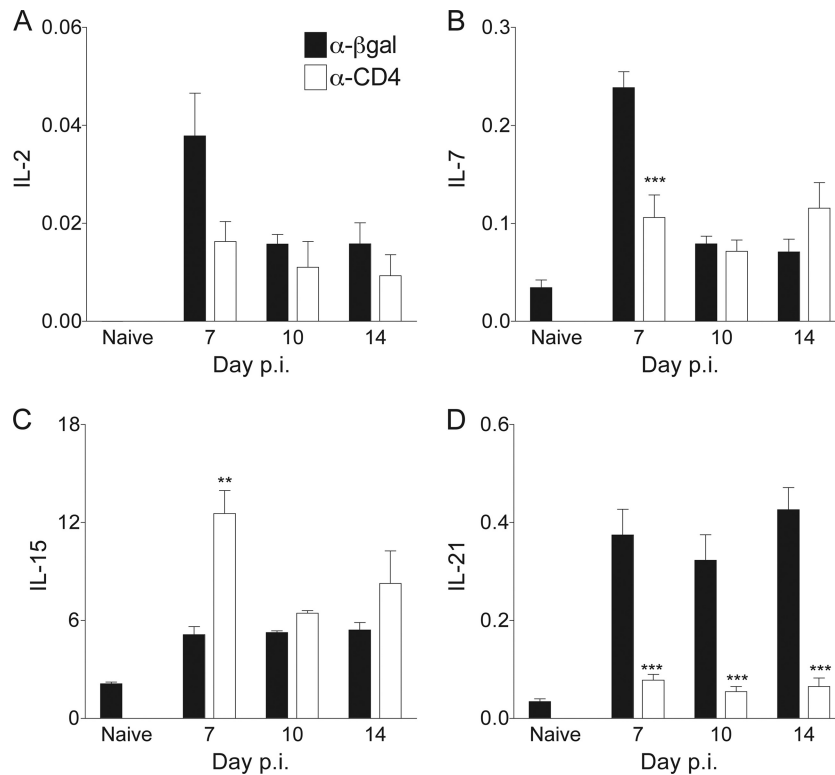 A
IL-2
0.06
0.04
0.02
0.00
α-βgal
α-CD4
Naive 7 10 14
Day p.i.
B
IL-7
0.3
0.2
0.1
0.0
***
Naive 7 10 14
Day p.i.
C
IL-15
18
12
6
0
**
Naive 7 10 14
Day p.i.
D
IL-21
0.6
0.4
0.2
0.0
*** *** ***
Naive 7 10 14
Day p.i.